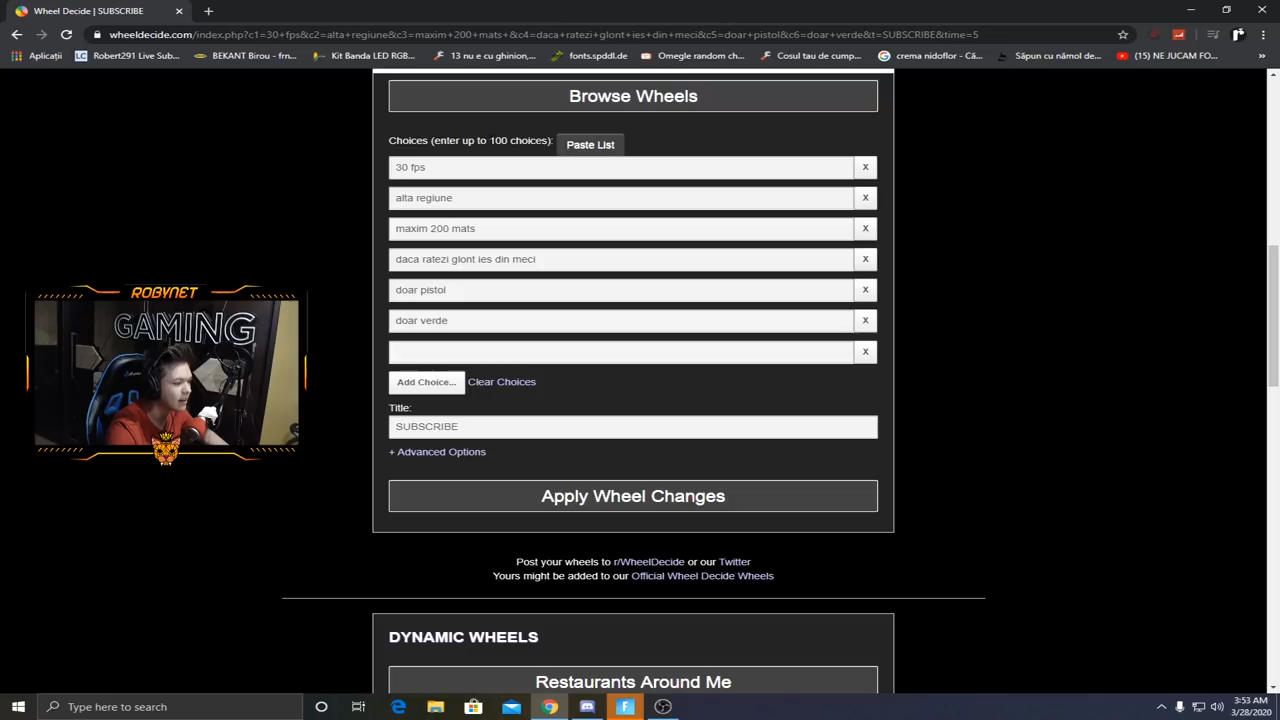 Wheel Decide | SUBSCRIBE
wheeldecide.com/index.php?c1=30+fps&c2=alta+regiune&c3=maxim+200+mats+&c4=daca+ratezi+glont+ies+din+meci&c5=doar+pistol&c6=doar+verde&t=SUBSCRIBE&time=5
Aplicații
Robert291 Live Sub...
BEKANT Birou - frn...
Kit Banda LED RGB...
13 nu e cu ghinion,...
fonts.spddl.de
Omegle random ch...
Cosul tau de cump...
crema nidoflor - Că...
Săpun cu nămol de...
(15) NE JUCAM FO...
Browse Wheels
Choices (enter up to 100 choices):
Paste List
30 fps
x
alta regiune
x
maxim 200 mats
x
daca ratezi glont ies din meci
x
doar pistol
x
doar verde
x
x
Add Choice...
Clear Choices
Title:
SUBSCRIBE
+ Advanced Options
Apply Wheel Changes
ROBYNET
GAMING
Post your wheels to r/WheelDecide or our Twitter
Yours might be added to our Official Wheel Decide Wheels
DYNAMIC WHEELS
Restaurants Around Me
Type here to search
3:53 AM
3/28/2020